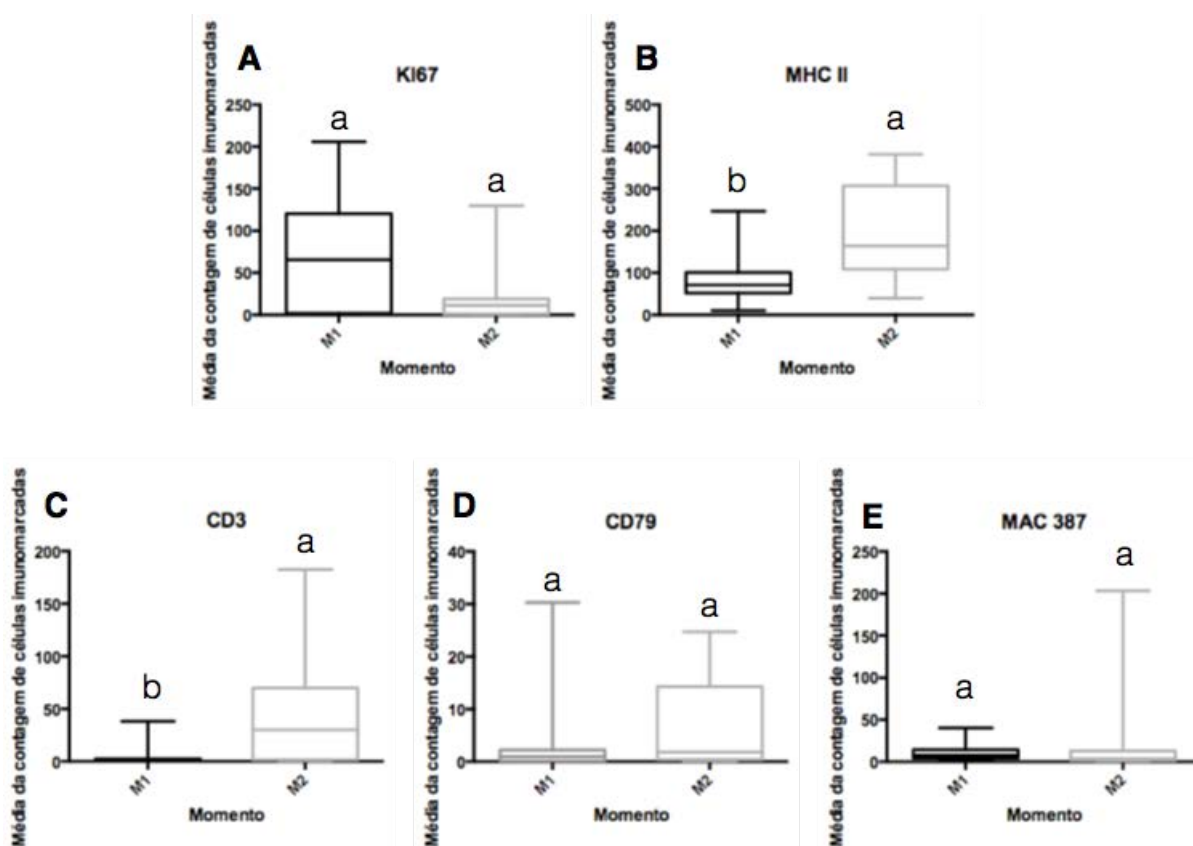 A
KI67
Média da contagem de células imunomarcadas
250
200
150
100
50
0
a
a
M1
M2
Momento
B
MHC II
Média da contagem de células imunomarcadas
500
400
300
200
100
0
b
a
M1
M2
Momento
C
CD3
Média da contagem de células imunomarcadas
200
150
100
50
0
b
a
M1
M2
Momento
D
CD79
Média da contagem de células imunomarcadas
40
30
20
10
0
a
a
M1
M2
Momento
E
MAC 387
Média da contagem de células imunomarcadas
250
200
150
100
50
0
a
a
M1
M2
Momento